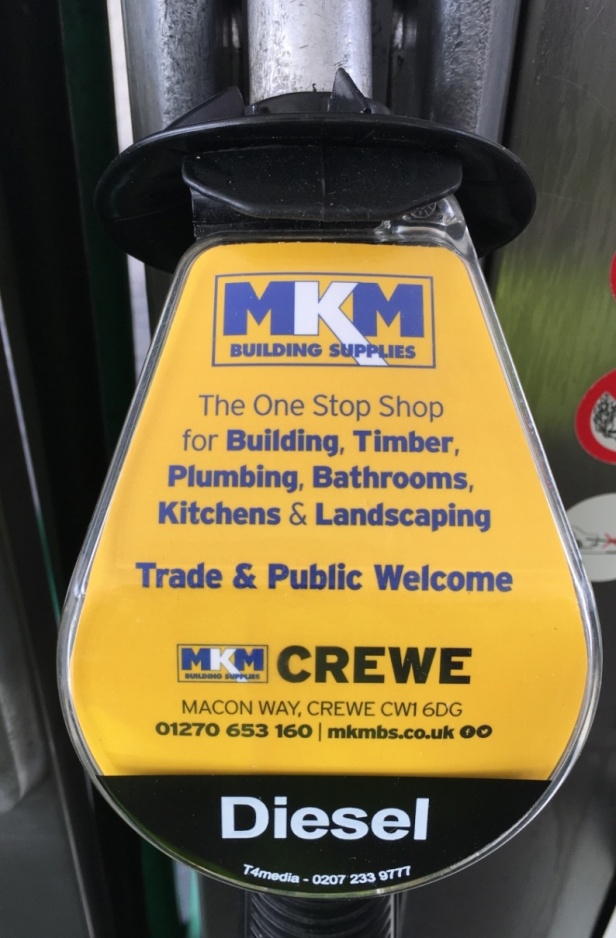 MKM
BUILDING SUPPLIES
The One Stop Shop
for Building, Timber,
Plumbing, Bathrooms,
Kitchens & Landscaping
Trade & Public Welcome
MKM BUILDING SUPPLIES CREWE
MACON WAY, CREWE CW1 6DG
01270 653 160 | mkmbs.co.uk
Diesel
T4media - 0207 233 9777